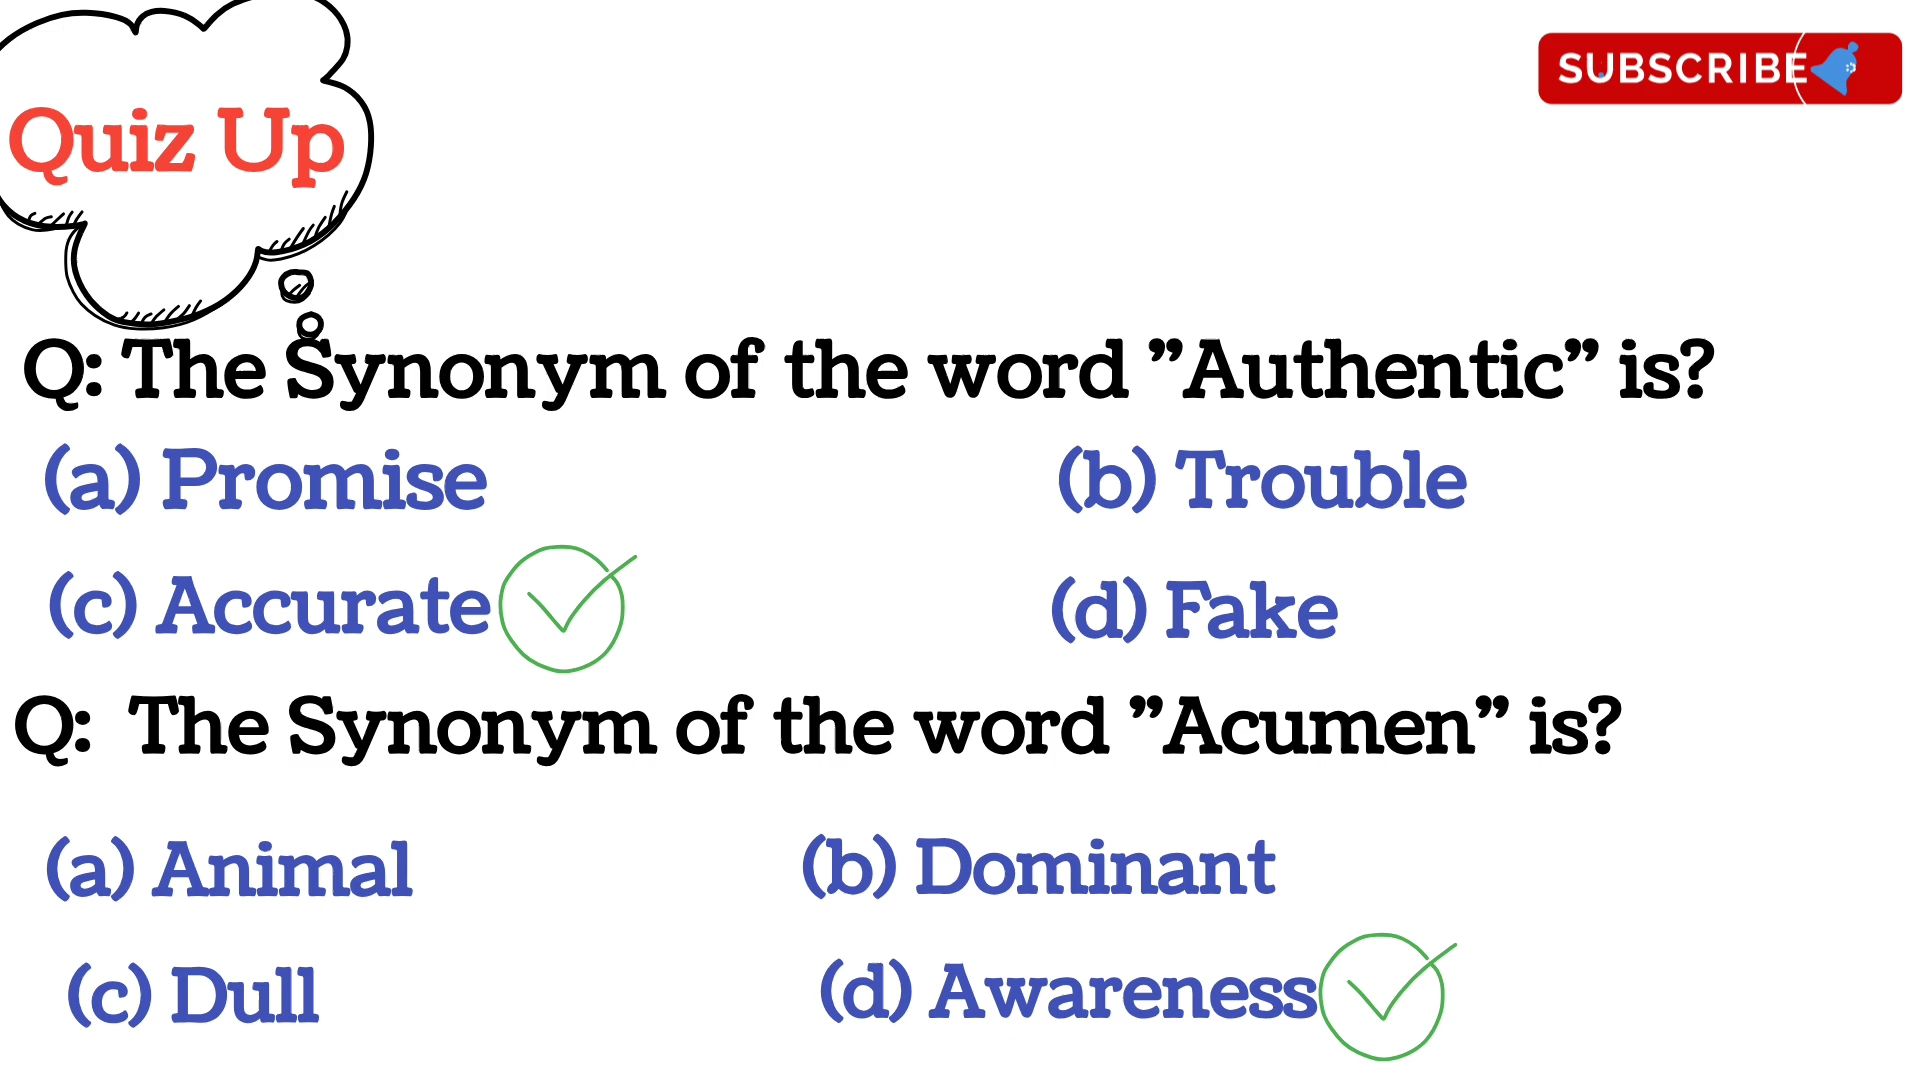 SUBSCRIBE
Quiz Up
Q: The Synonym of the word ”Authentic” is?
(a) Promise (b) Trouble
(c) Accurate (d) Fake
Q: The Synonym of the word ”Acumen” is?
(a) Animal (b) Dominant
(c) Dull (d) Awareness